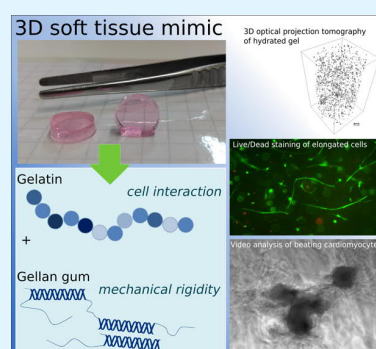 3D soft tissue mimic
3D optical projection tomography
of hydrated gel
Live/Dead staining of elongated cells
Gelatin
cell interaction
+
Gellan gum
mechanical rigidity
Video analysis of beating cardiomyocyte